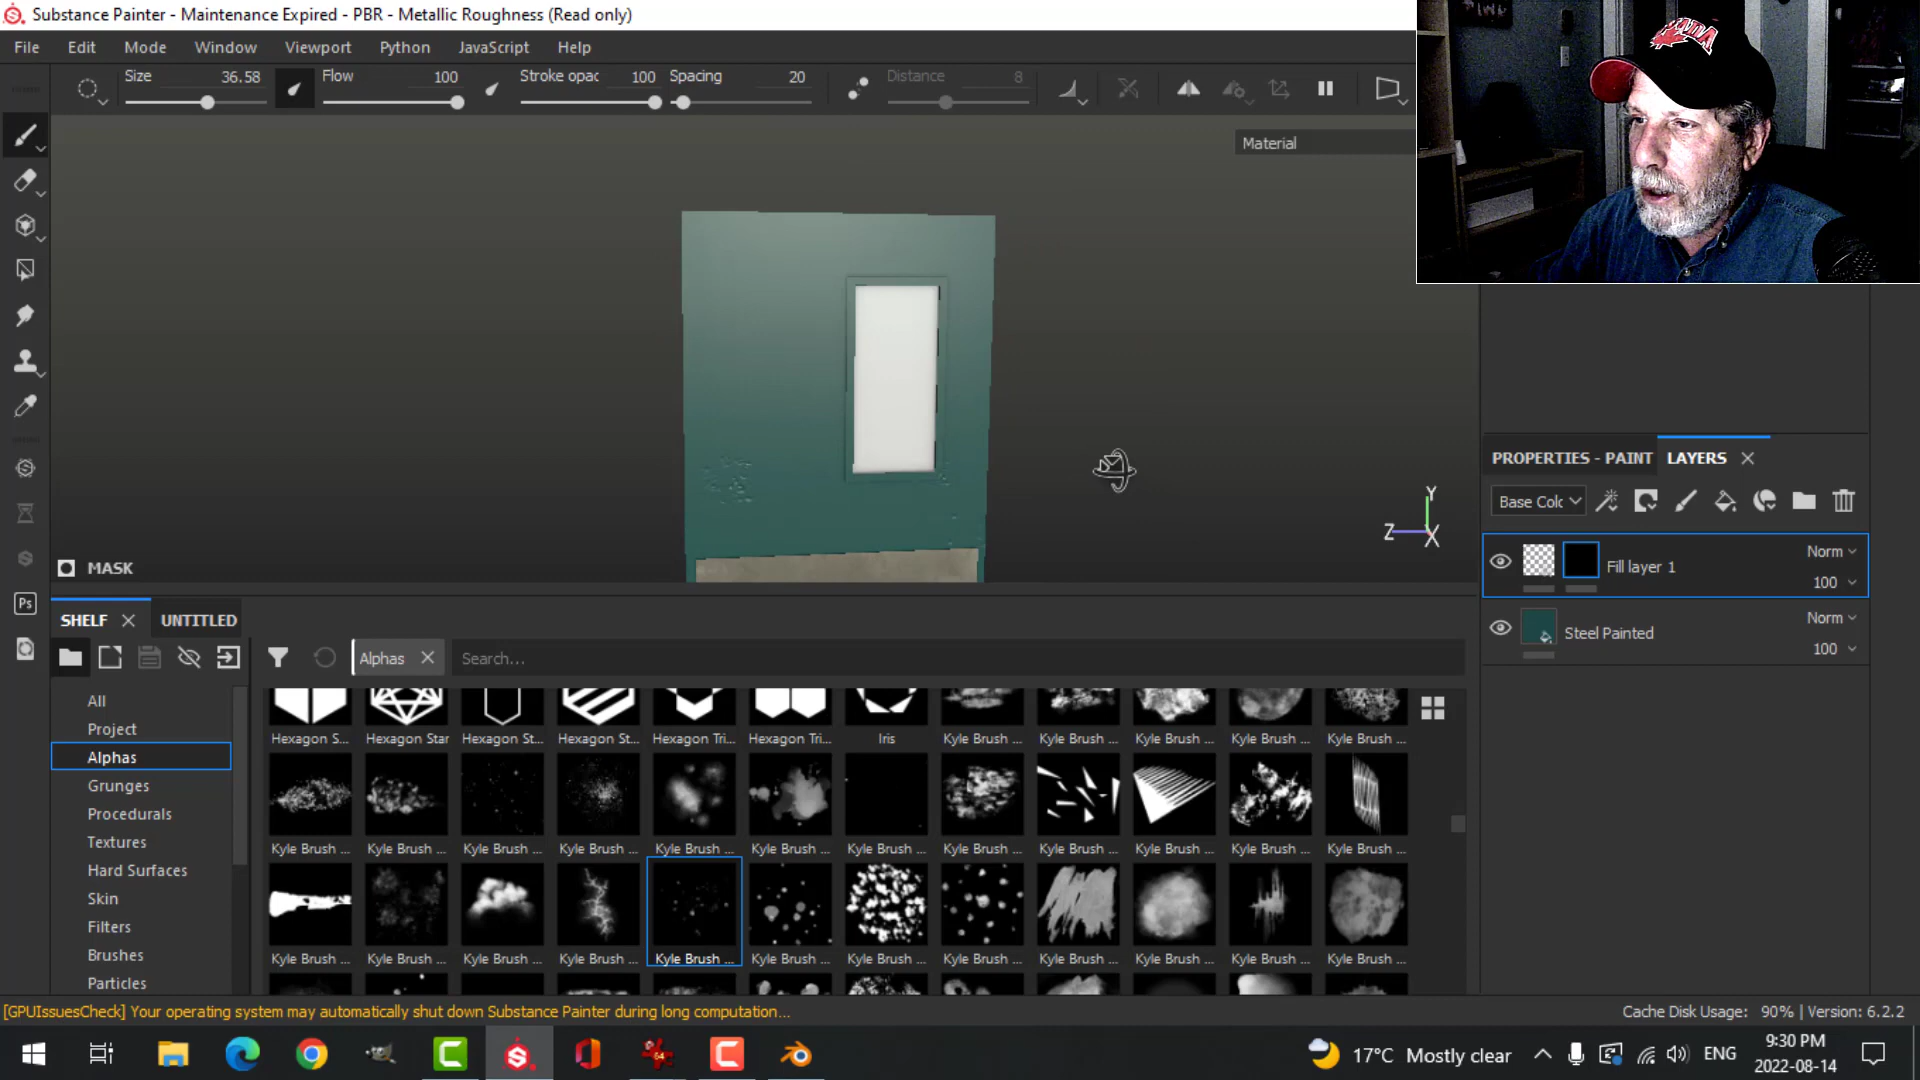 Substance Painter - Maintenance Expired - PBR - Metallic Roughness (Read only)
File Edit Mode Window Viewport Python JavaScript Help
Size 36.58 Flow 100 Stroke opac 100 Spacing 20 Distance 8
Material
Y
Z X
MASK
PROPERTIES - PAINT LAYERS
Base Colc
Norm
Fill layer 1
100
Norm
Steel Painted
100
SHELF UNTITLED
Alphas Search...
All
Project
Alphas
Grunges
Procedurals
Textures
Hard Surfaces
Skin
Filters
Brushes
Particles
Hexagon S... Hexagon Star Hexagon St... Hexagon St... Hexagon Tri... Hexagon Tri... Iris Kyle Brush ... Kyle Brush ... Kyle Brush ... Kyle Brush ... Kyle Brush ...
Kyle Brush ... Kyle Brush ... Kyle Brush ... Kyle Brush ... Kyle Brush ... Kyle Brush ... Kyle Brush ... Kyle Brush ... Kyle Brush ... Kyle Brush ... Kyle Brush ... Kyle Brush ...
Kyle Brush ... Kyle Brush ... Kyle Brush ... Kyle Brush ... Kyle Brush ... Kyle Brush ... Kyle Brush ... Kyle Brush ... Kyle Brush ... Kyle Brush ... Kyle Brush ... Kyle Brush ...
Ps
[GPUIssuesCheck] Your operating system may automatically shut down Substance Painter during long computation...
Cache Disk Usage: 90% | Version: 6.2.2
17°C Mostly clear
ENG
9:30 PM
2022-08-14